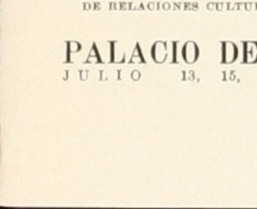 DE RELACIONES CULTU
PALACIO DE
JULIO 13, 15,